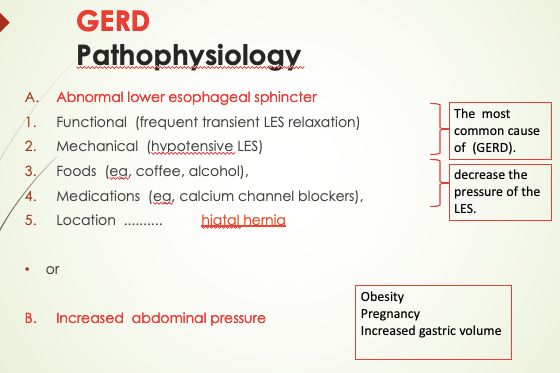 GERD
Pathophysiology
A. Abnormal lower esophageal sphincter
1. Functional (frequent transient LES relaxation)
2. Mechanical (hypotensive LES)
3. Foods (eg, coffee, alcohol),
4. Medications (eg, calcium channel blockers),
5. Location .......... hiatal hernia
The most
common cause
of (GERD).
decrease the
pressure of the
LES.
• or
B. Increased abdominal pressure
Obesity
Pregnancy
Increased gastric volume